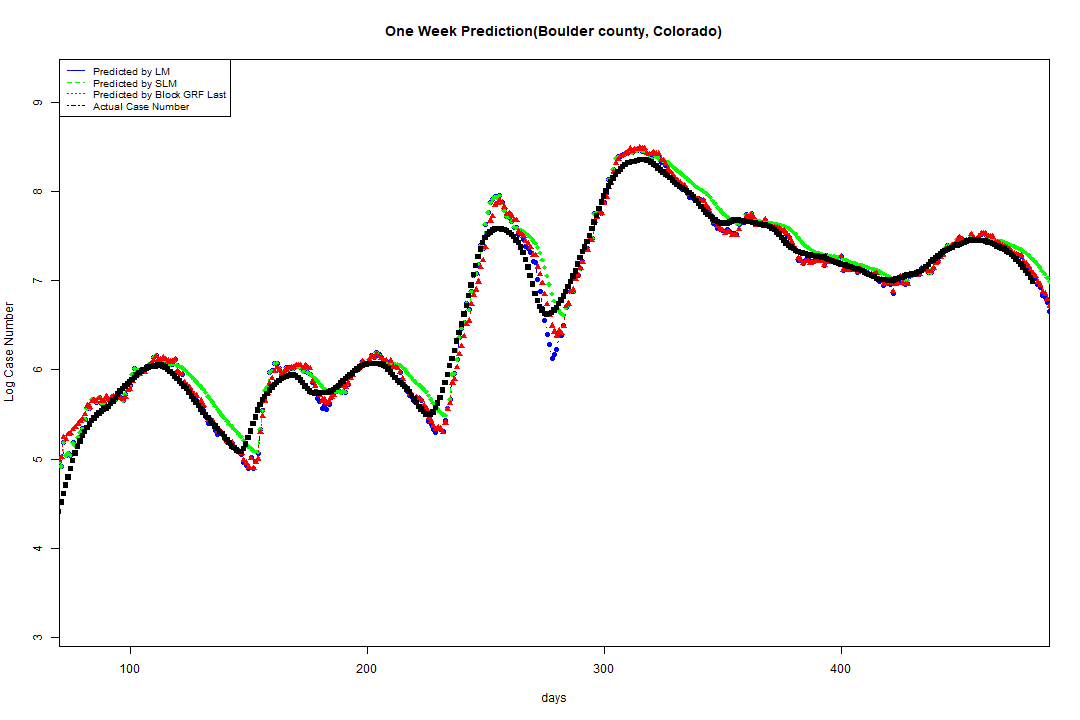 One Week Prediction(Boulder county, Colorado)
Predicted by LM
Predicted by SLM
Predicted by Block GRF Last
Actual Case Number
9
8
7
6
5
4
3
Log Case Number
100 200 300 400
days